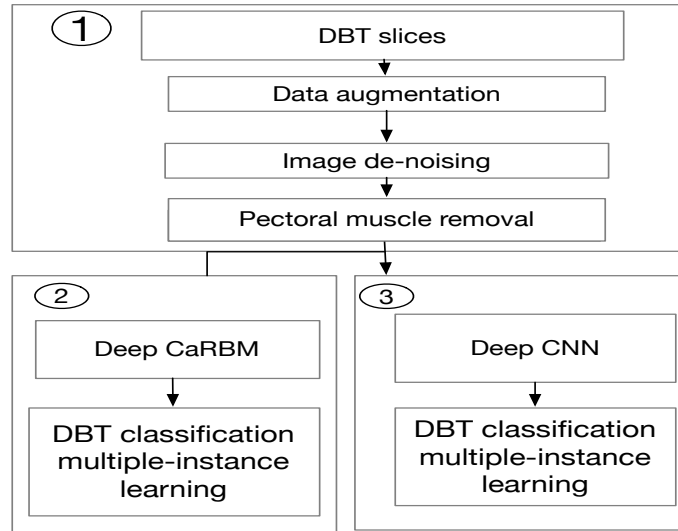 1
DBT slices
Data augmentation
Image de-noising
Pectoral muscle removal
2
Deep CaRBM
DBT classification
multiple-instance
learning
3
Deep CNN
DBT classification
multiple-instance
learning